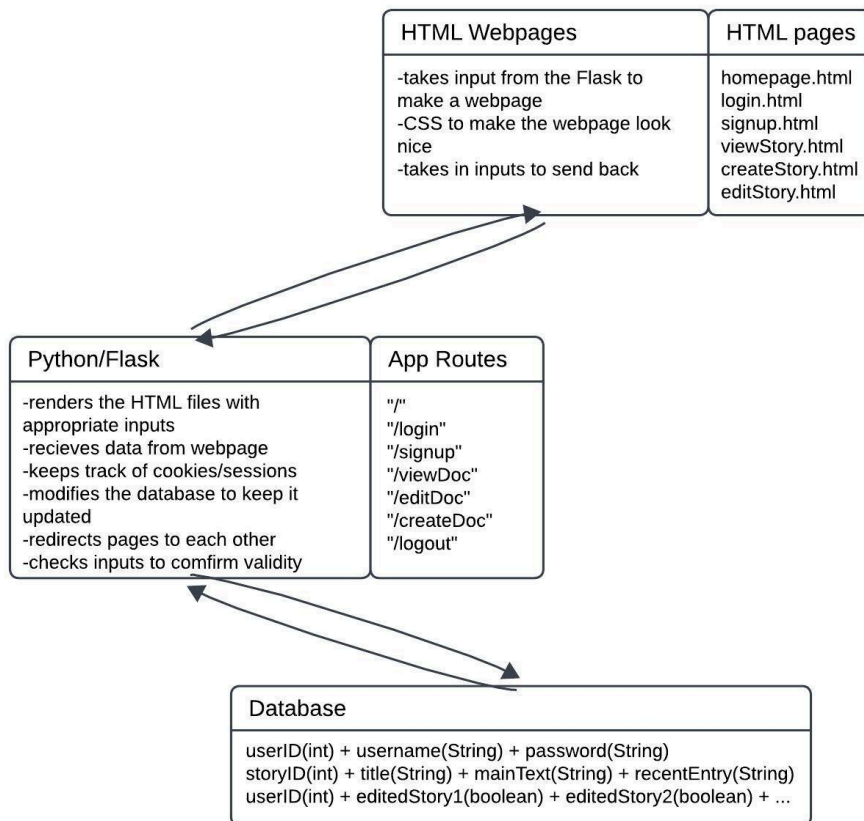 HTML Webpages
-takes input from the Flask to
make a webpage
-CSS to make the webpage look
nice
-takes in inputs to send back
HTML pages
homepage.html
login.html
signup.html
viewStory.html
createStory.html
editStory.html
Python/Flask
-renders the HTML files with
appropriate inputs
-recieves data from webpage
-keeps track of cookies/sessions
-modifies the database to keep it
updated
-redirects pages to each other
-checks inputs to comfirm validity
App Routes
"/"
"/login"
"/signup"
"/viewDoc"
"/editDoc"
"/createDoc"
"/logout"
Database
userID(int) + username(String) + password(String)
storyID(int) + title(String) + mainText(String) + recentEntry(String)
userID(int) + editedStory1(boolean) + editedStory2(boolean) + ...